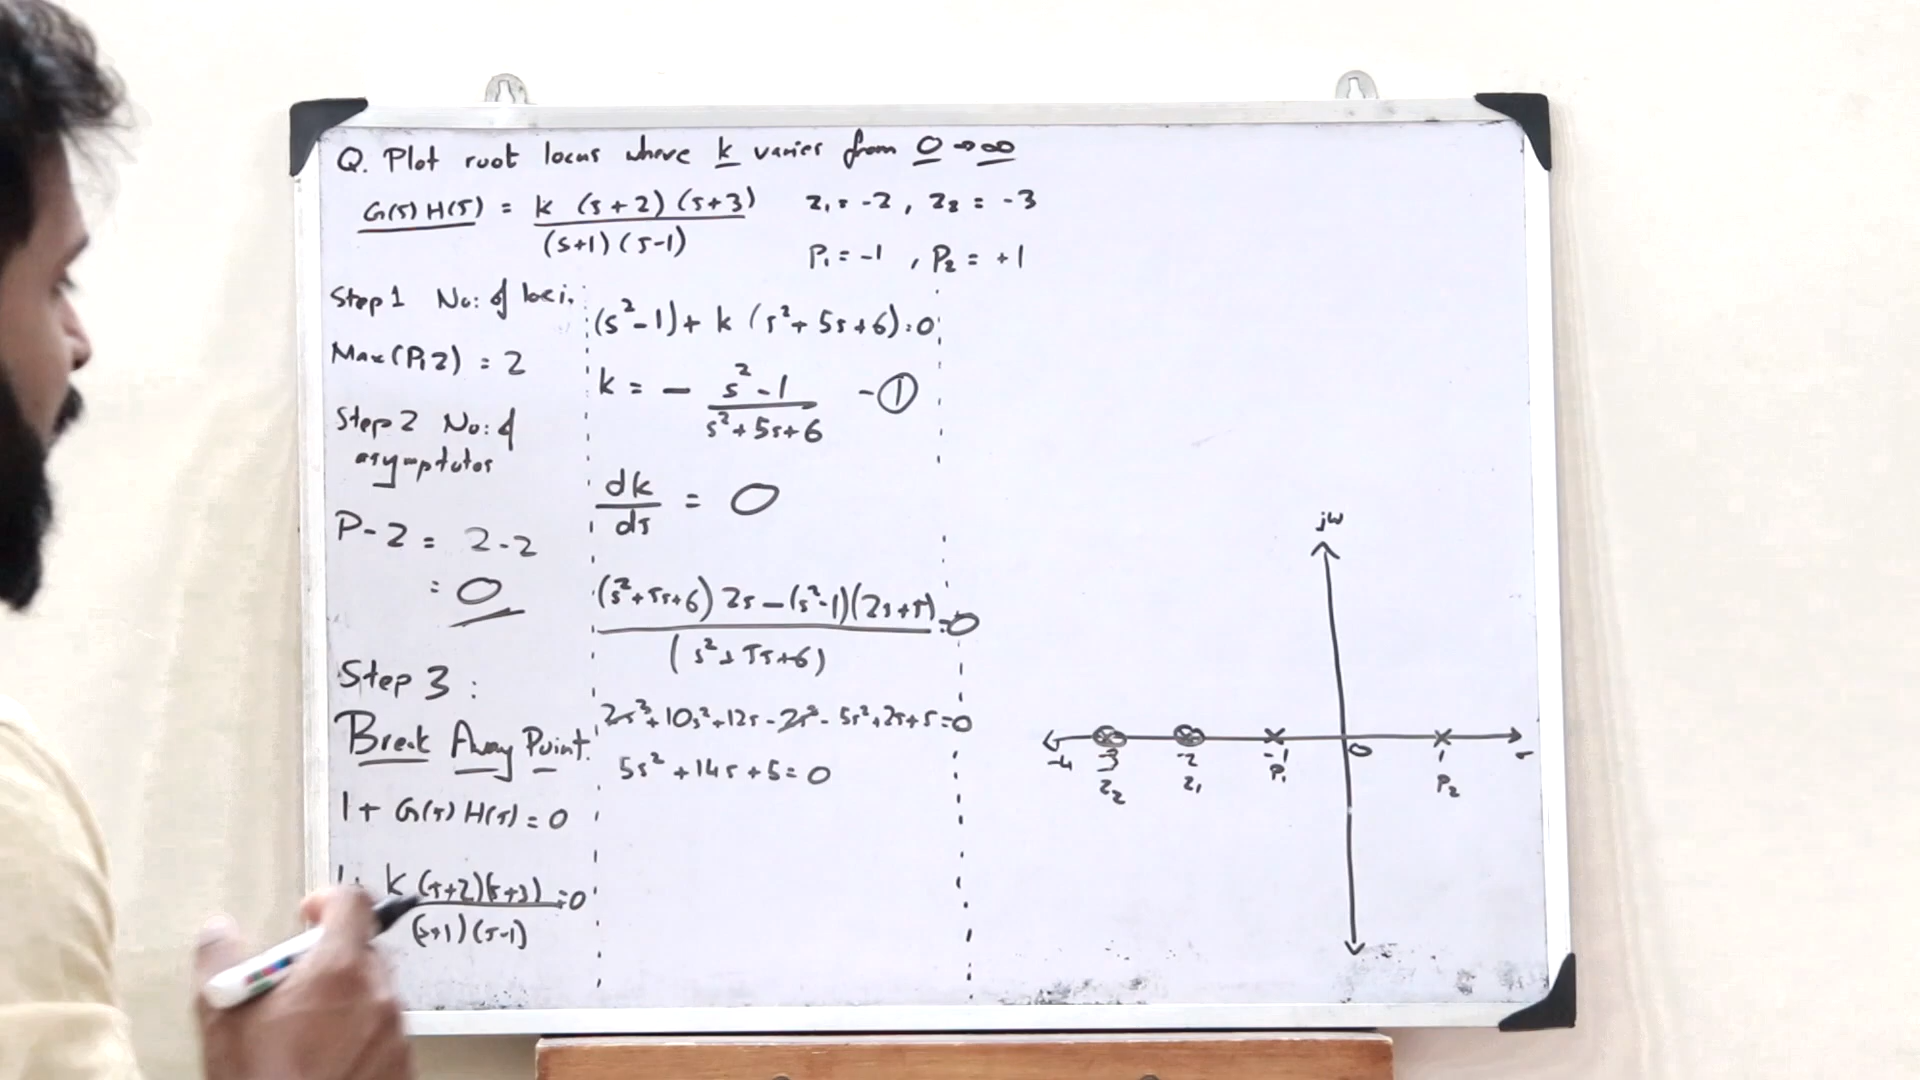 Q. Plot root locus where k varies from 0 → ∞
G(s) H(s) = k (s+2) (s+3) / (s+1) (s-1)
z₁ = -2, z₂ = -3
P₁ = -1, P₂ = +1
Step 1 No: of loci.
Max(P,Z) = 2
Step 2 No: of
asymptotes
P-Z = 2-2
= 0
Step 3:
Break Away Point.
1 + G(s) H(s) = 0
1+ K (s+2)(s+3) / (s+1) (s-1) = 0
(s²-1) + k (s²+5s+6) = 0
k = - s²-1 / s²+5s+6 - ①
dk/ds = 0
(s²+5s+6) 2s - (s²-1)(2s+5) / (s²+5s+6) = 0
2s³+10s²+12s-2s³-5s²+2s+5=0
5s²+14s+5=0
jω
-4 -3 -2 -1 0 1 σ
Z₂ Z₁ P₁ P₂